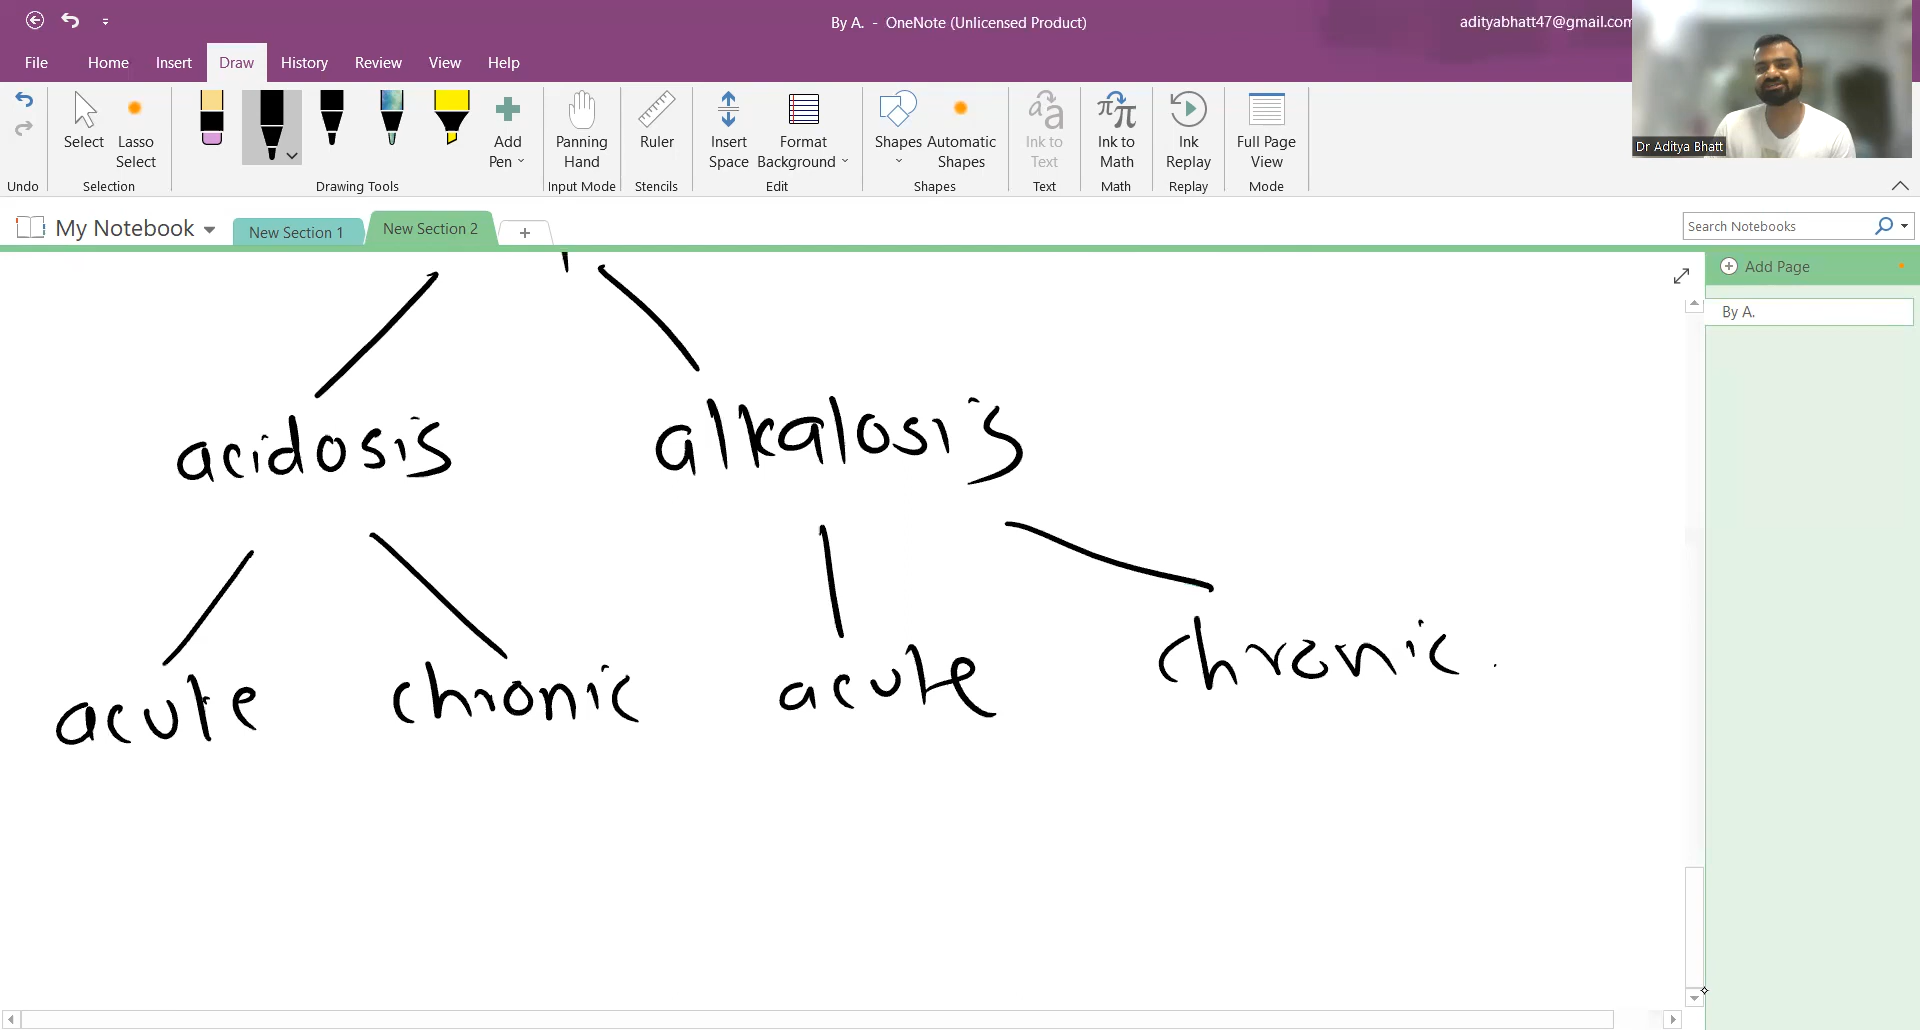 By A. - OneNote (Unlicensed Product)
adityabhatt47@gmail.com
File Home Insert Draw History Review View Help
Select
Lasso Select
Add Pen
Panning Hand
Ruler
Insert Space
Format Background
Shapes
Automatic Shapes
Ink to Text
Ink to Math
Ink Replay
Full Page View
Dr Aditya Bhatt
Undo Selection Drawing Tools Input Mode Stencils Edit Shapes Text Math Replay Mode
My Notebook New Section 1 New Section 2
Search Notebooks
Add Page
By A.
acidosis alkalosis
acute chronic acute chronic.